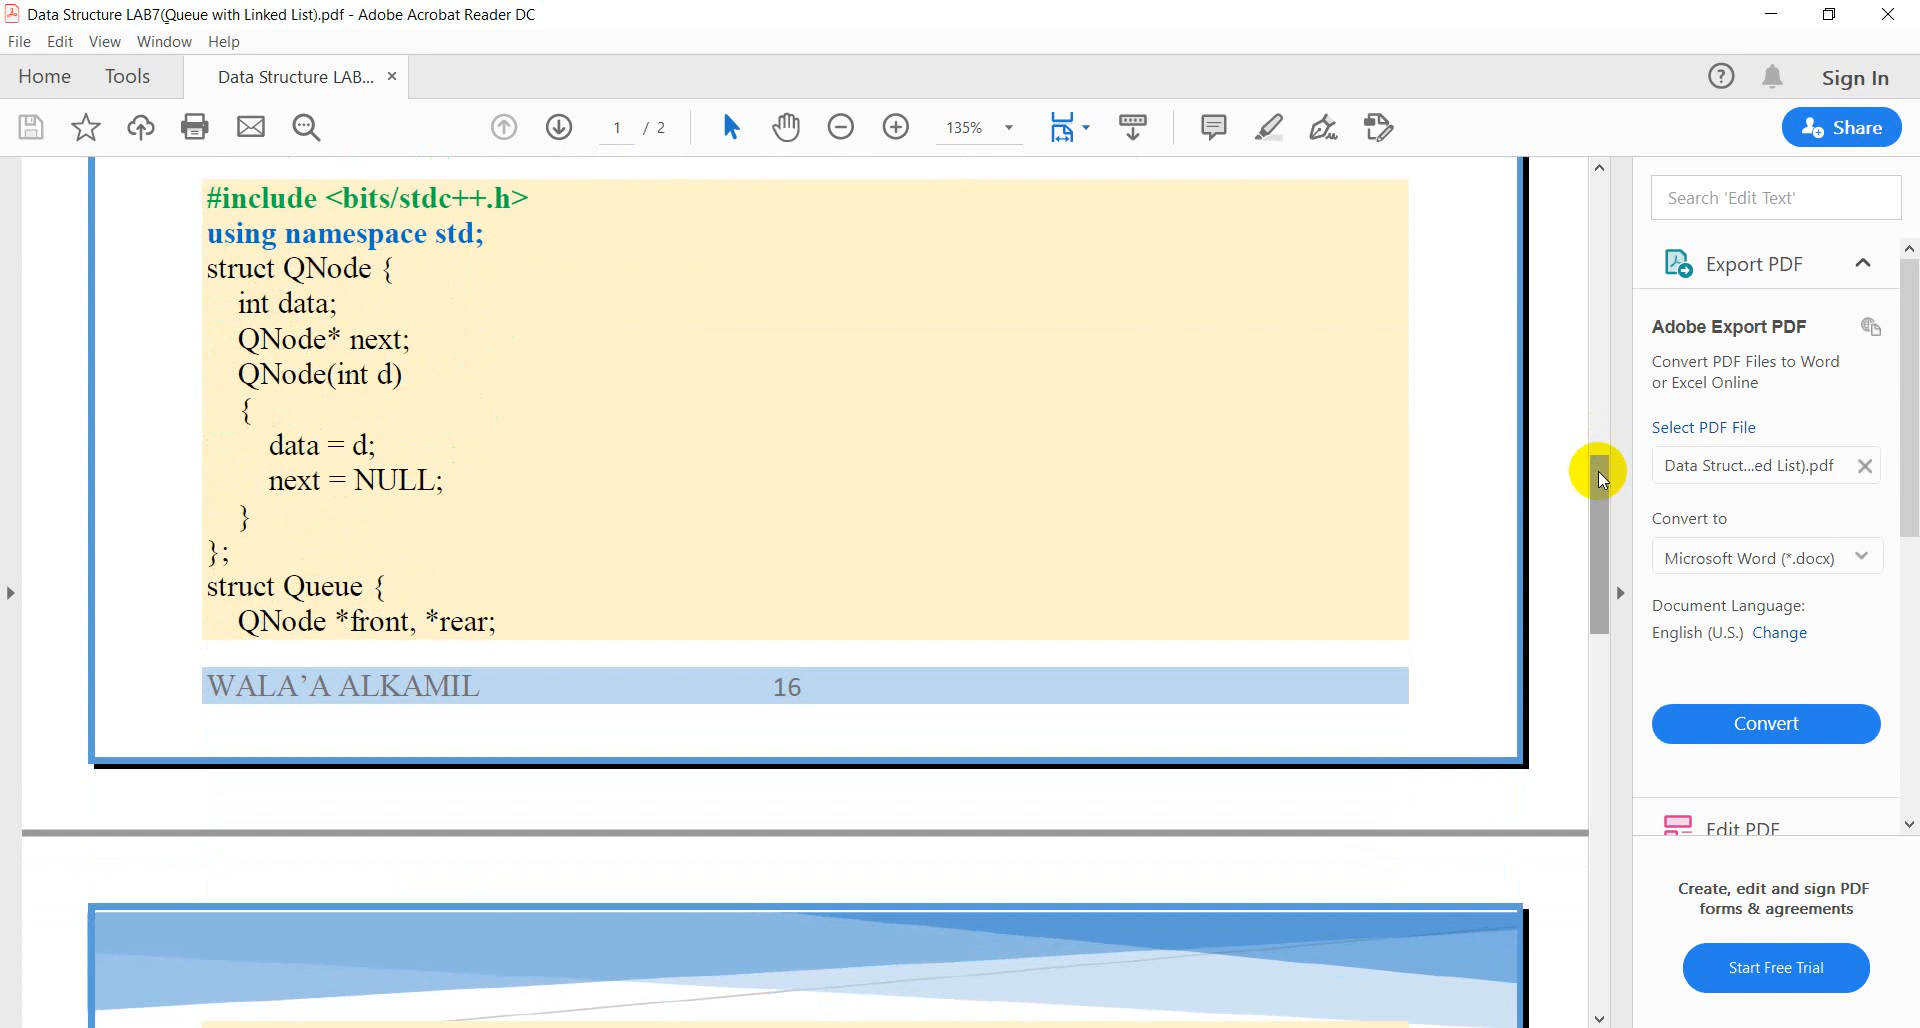 Data Structure LAB7(Queue with Linked List).pdf - Adobe Acrobat Reader DC
File Edit View Window Help
Home Tools Data Structure LAB... × Sign In
1 / 2 135% Share
#include <bits/stdc++.h>
using namespace std;
struct QNode {
int data;
QNode* next;
QNode(int d)
{
data = d;
next = NULL;
}
};
struct Queue {
QNode *front, *rear;
WALA’A ALKAMIL 16
Search 'Edit Text'
Export PDF
Adobe Export PDF
Convert PDF Files to Word
or Excel Online
Select PDF File
Data Struct...ed List).pdf
Convert to
Microsoft Word (*.docx)
Document Language:
English (U.S.) Change
Convert
Edit PDF
Create, edit and sign PDF
forms & agreements
Start Free Trial